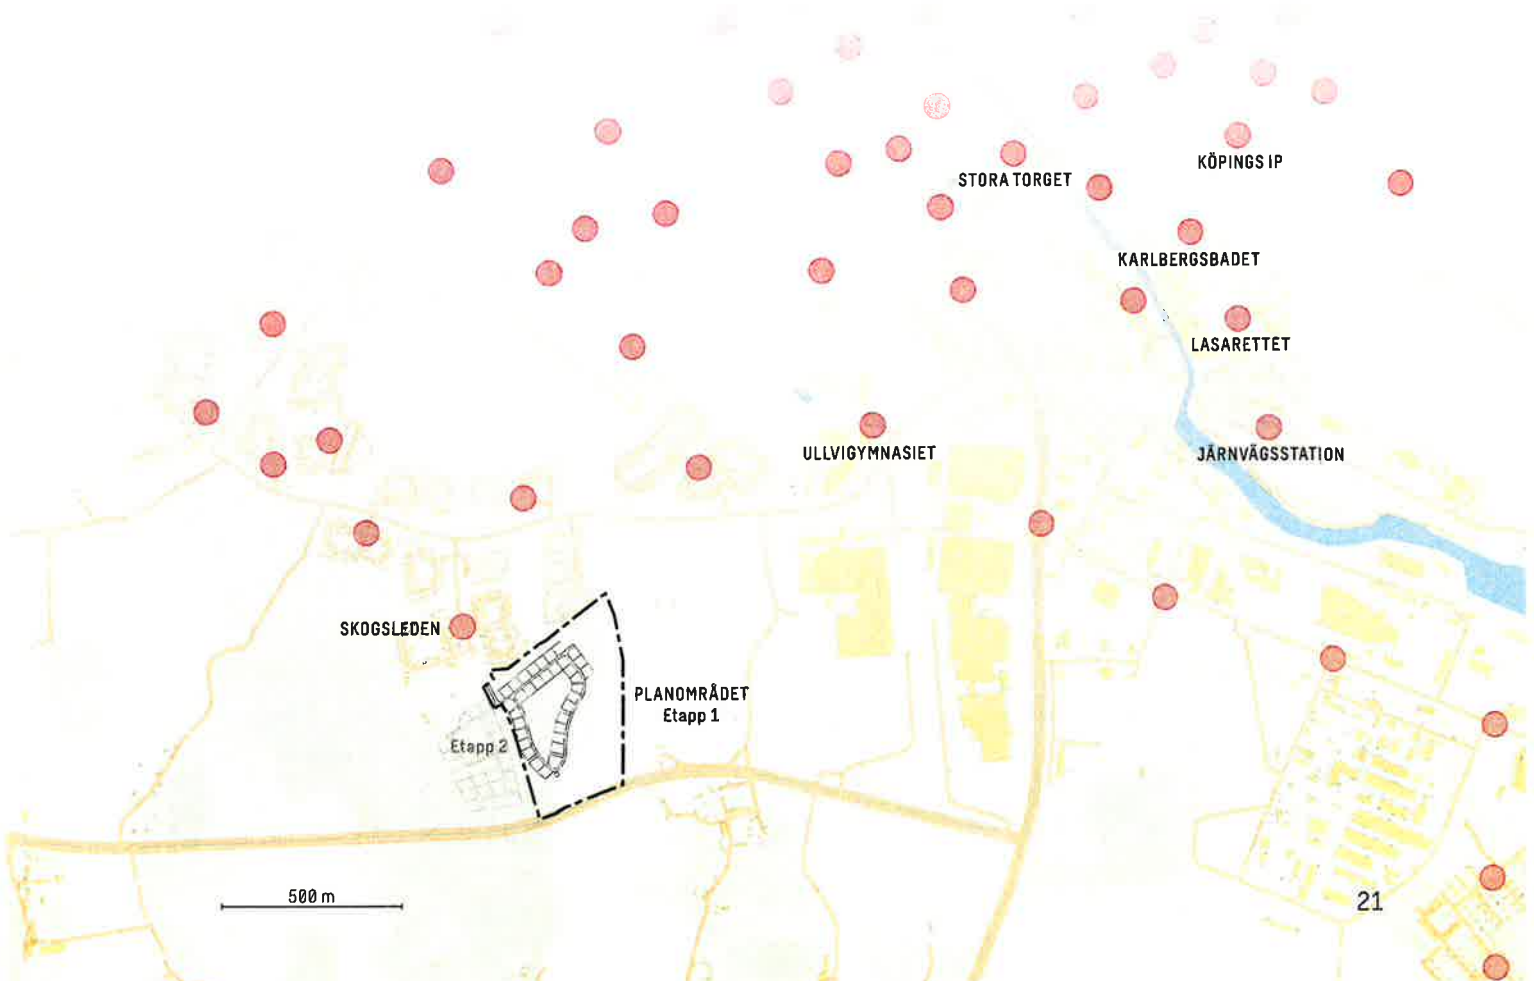 KÖPINGS IP
STORA TORGET
KARLBERGSBADET
LASARETTET
ULLVIGYMNASIET
JÄRNVÄGSSTATION
SKOGSLEDEN
PLANOMRÅDET
Etapp 1
Etapp 2
500 m
21